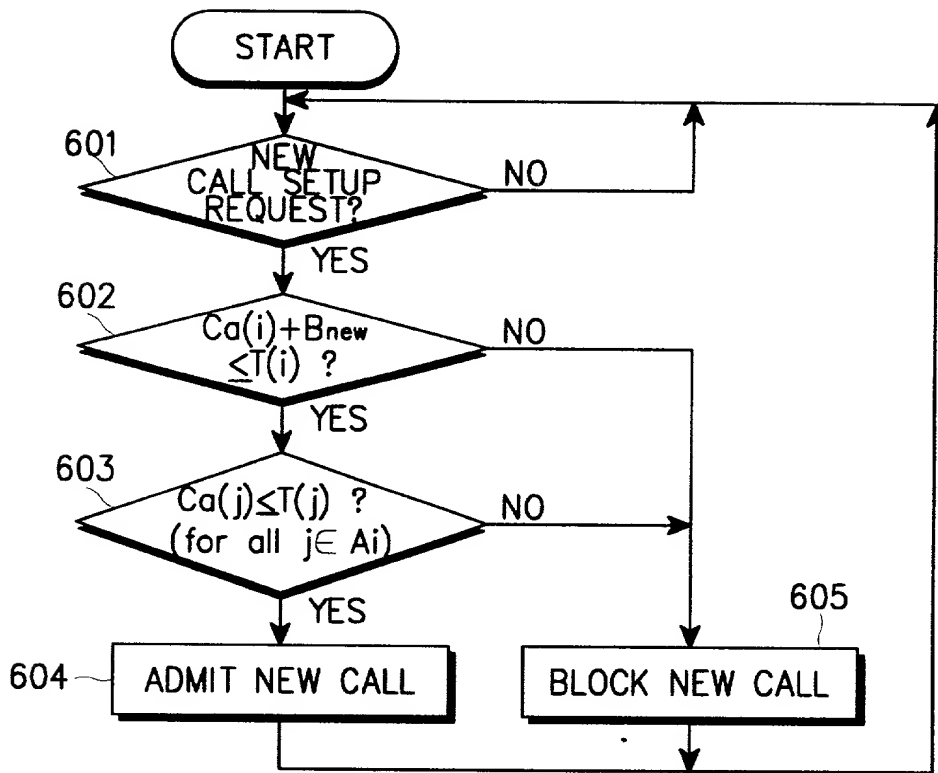 START
601
NEW
CALL SETUP
REQUEST?
NO
YES
602
Ca(i)+Bnew
≤T(i) ?
NO
YES
603
Ca(j)≤T(j) ?
(for all j∈ Ai)
NO
YES
604
ADMIT NEW CALL
605
BLOCK NEW CALL